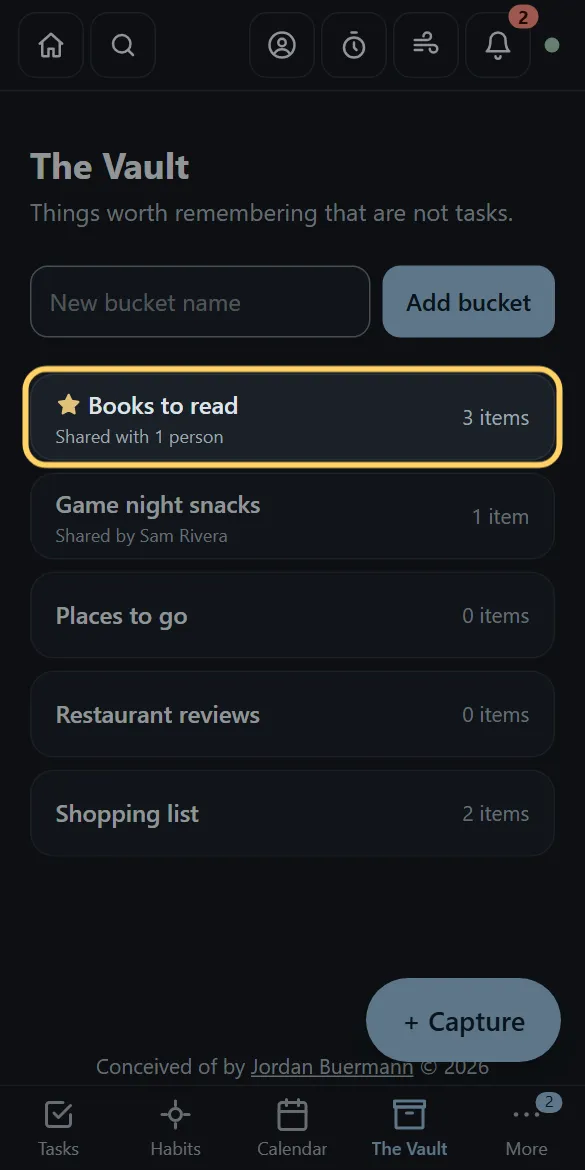 2
The Vault
Things worth remembering that are not tasks.
New bucket name
Add bucket
Books to read
Shared with 1 person
3 items
Game night snacks
Shared by Sam Rivera
1 item
Places to go
0 items
Restaurant reviews
0 items
Shopping list
2 items
+ Capture
Conceived of by Jordan Buermann © 2026
2
Tasks
Habits
Calendar
The Vault
More